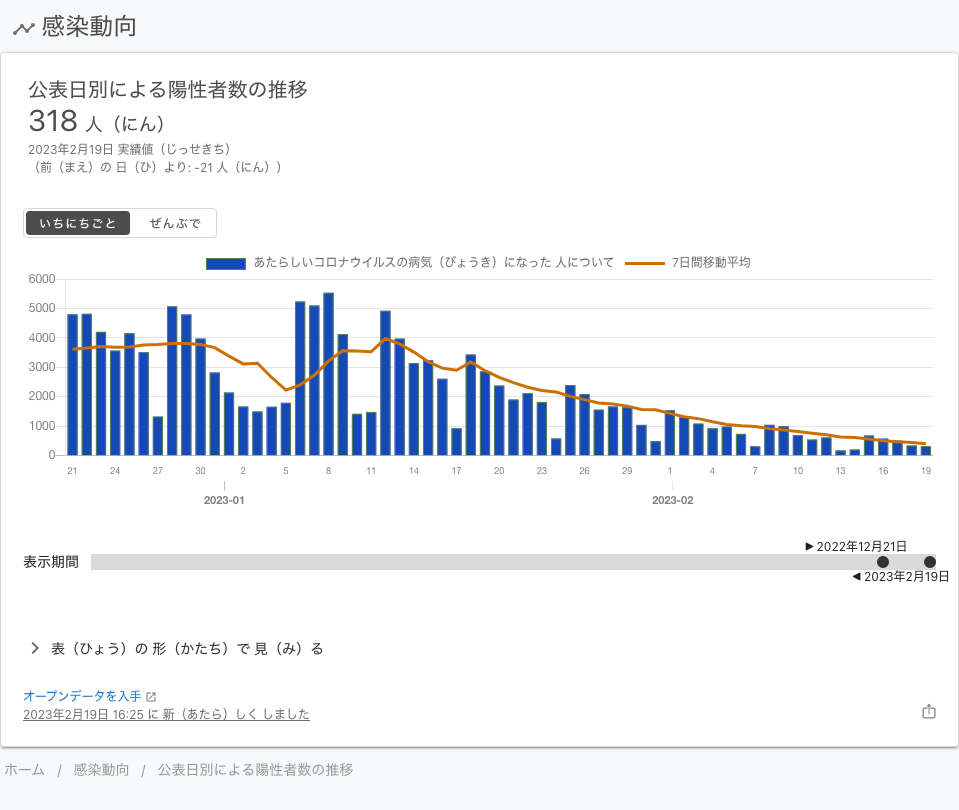 感染動向
公表日別による陽性者数の推移
318 人（にん）
2023年2月19日 実績値（じっせきち）
（前（まえ）の 日（ひ）より: -21 人（にん））
いちにちごと ぜんぶで
あたらしいコロナウイルスの病気（びょうき）になった 人について 7日間移動平均
6000
5000
4000
3000
2000
1000
0
21 24 27 30 2 5 8 11 14 17 20 23 26 29 1 4 7 10 13 16 19
2023-01 2023-02
▶ 2022年12月21日
表示期間
◀ 2023年2月19日
表（ひょう）の 形（かたち）で 見（み）る
オープンデータを入手
2023年2月19日 16:25 に 新（あたら）しく しました
ホーム / 感染動向 / 公表日別による陽性者数の推移